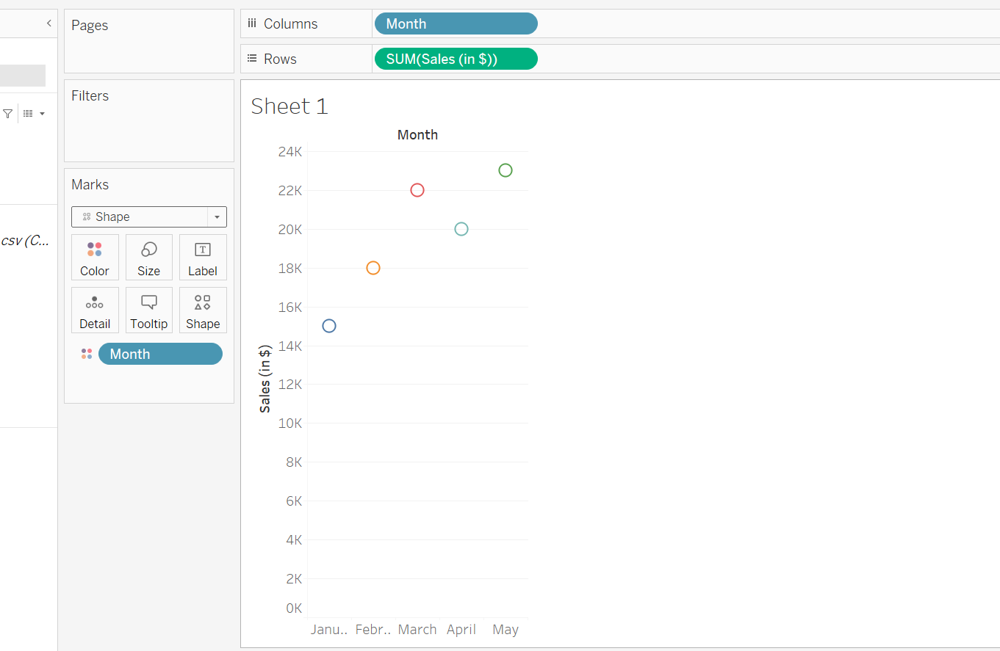 Pages
Columns
Month
Rows
SUM(Sales (in $))
Filters
Marks
Shape
Color
Size
T
Label
Detail
Tooltip
Shape
Month
csv (C...
Sheet 1
Month
24K
22K
20K
18K
16K
14K
12K
10K
8K
6K
4K
2K
0K
Sales (in $)
Janu.. Febr.. March April May